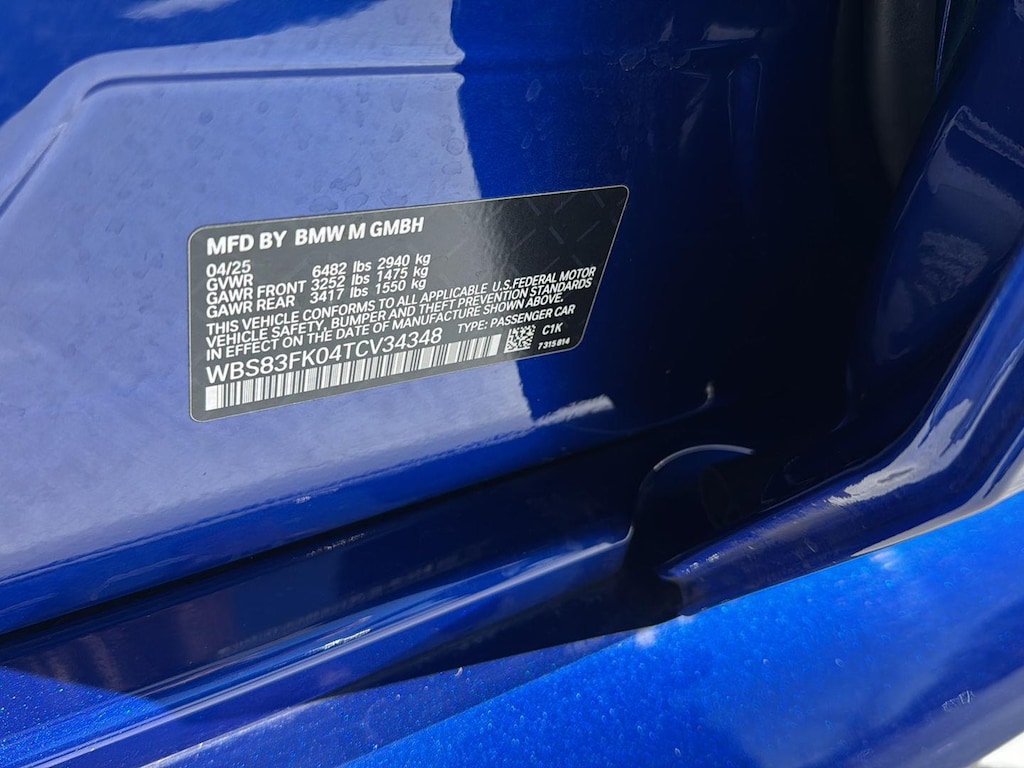 MFD BY BMW M GMBH
04/25
GVWR 6482 lbs 2940 kg
GAWR FRONT 3252 lbs 1475 kg
GAWR REAR 3417 lbs 1550 kg
THIS VEHICLE CONFORMS TO ALL APPLICABLE U.S.FEDERAL MOTOR
VEHICLE SAFETY, BUMPER AND THEFT PREVENTION STANDARDS
IN EFFECT ON THE DATE OF MANUFACTURE SHOWN ABOVE.
WBS83FK04TCV34348 TYPE: PASSENGER CAR
C1K
7315814